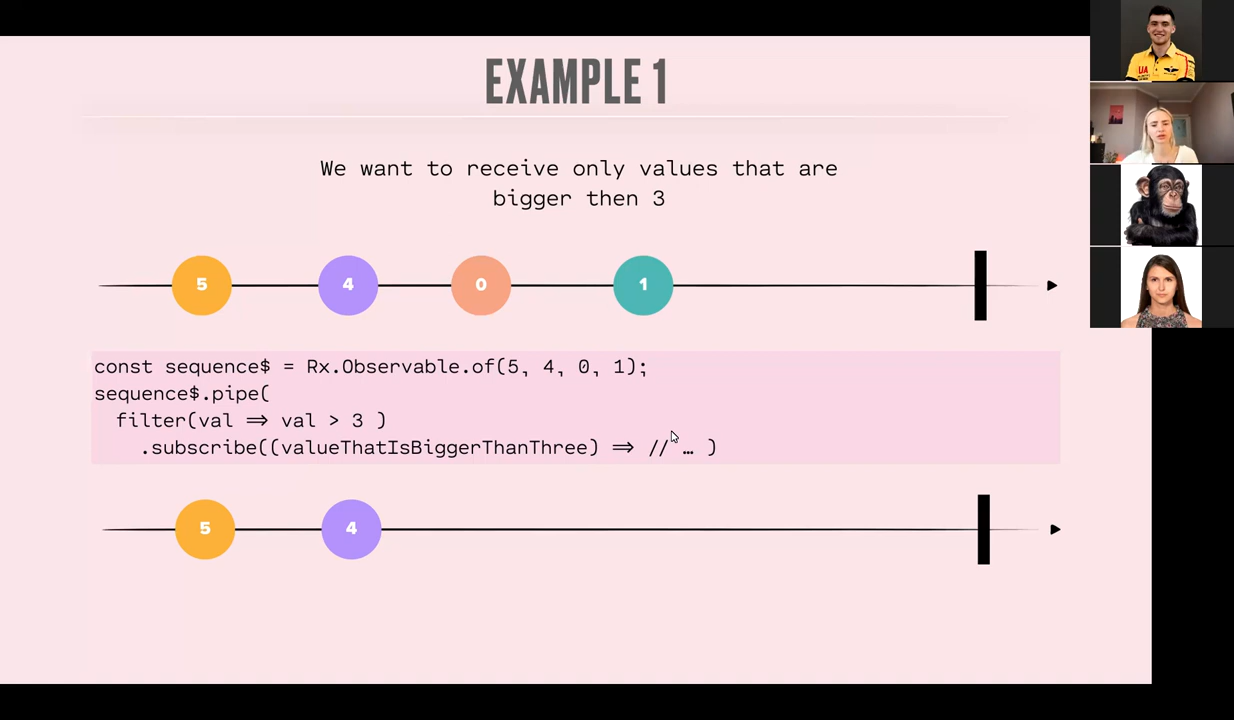 EXAMPLE 1
We want to receive only values that are
bigger then 3
5 4 0 1
const sequence$ = Rx.Observable.of(5, 4, 0, 1);
sequence$.pipe(
filter(val ⇒ val > 3 )
.subscribe((valueThatIsBiggerThanThree) ⇒ // … )
5 4
UA